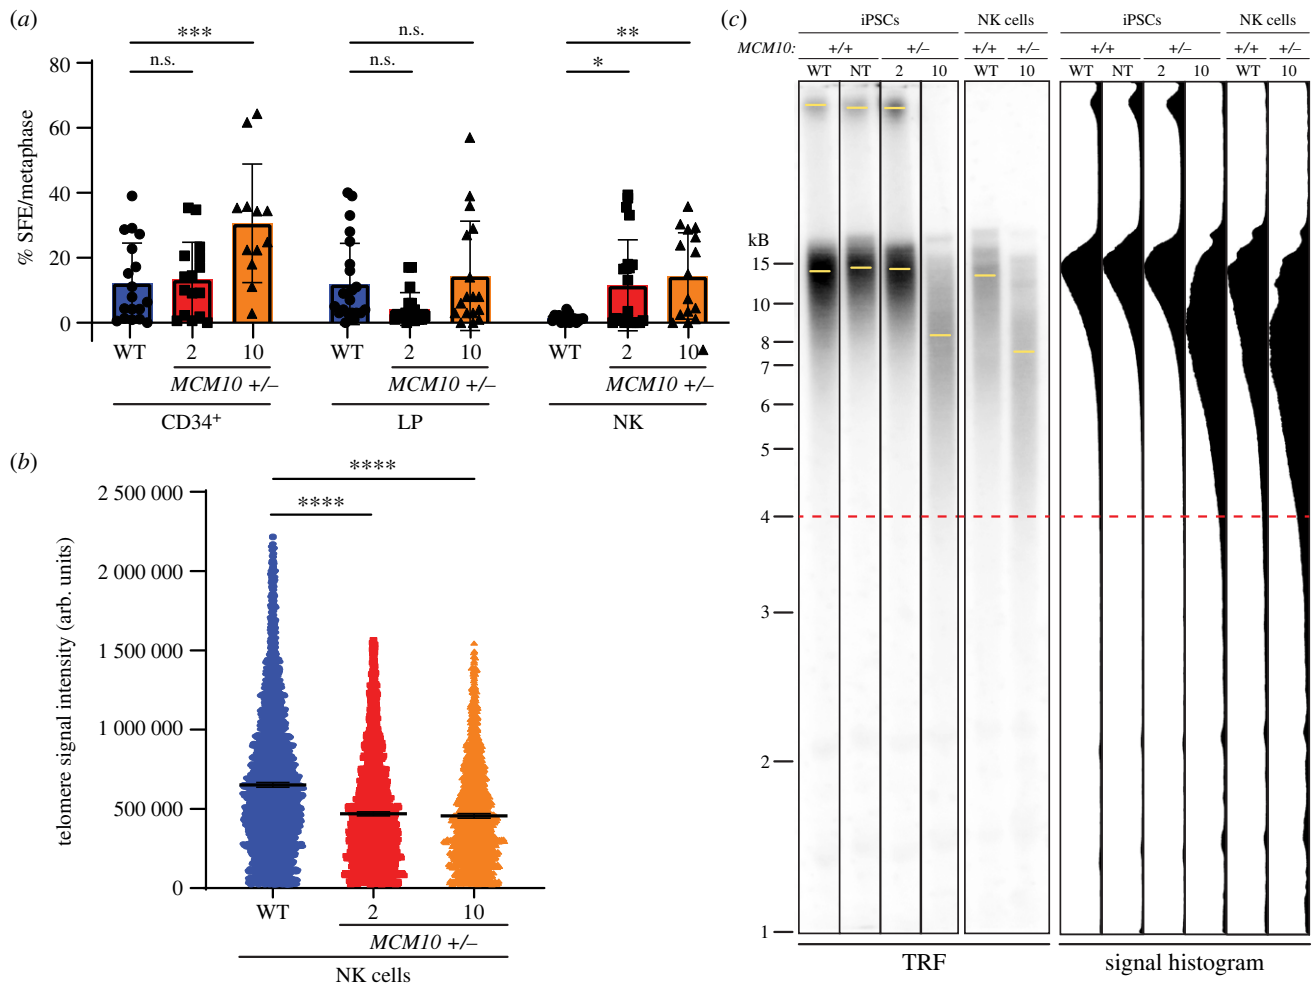 (a)
***
n.s.
n.s.
n.s.
**
*
80
60
40
20
0
% SFE/metaphase
WT 2 10 WT 2 10 WT 2 10
MCM10 +/– MCM10 +/– MCM10 +/–
CD34+ LP NK
(b)
****
****
2 500 000
2 000 000
1 500 000
1 000 000
500 000
0
telomere signal intensity (arb. units)
WT 2 10
MCM10 +/–
NK cells
(c)
iPSCs NK cells iPSCs NK cells
MCM10: +/+ +/– +/+ +/– +/+ +/– +/+ +/–
WT NT 2 10 WT 10 WT NT 2 10 WT 10
kB
15
10
8
7
6
5
4
3
2
1
TRF signal histogram